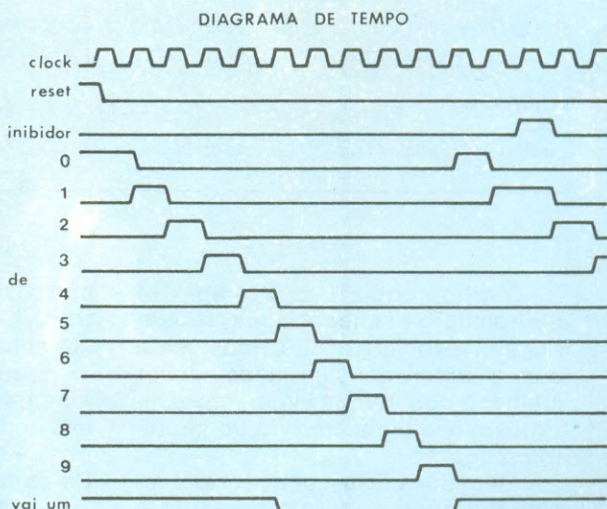 DIAGRAMA DE TEMPO
clock
reset
inibidor
0
1
2
3
de
4
5
6
7
8
9
vai um